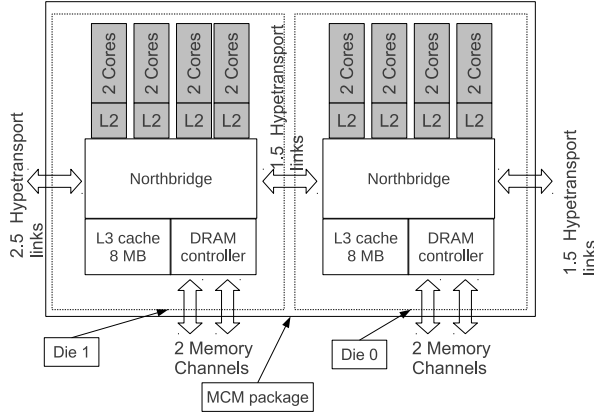 2 Cores
2 Cores
2 Cores
2 Cores
L2
L2
L2
L2
2 Cores
2 Cores
2 Cores
2 Cores
L2
L2
L2
L2
2.5 Hypetransport
links
Northbridge
1.5 Hypetransport
links
Northbridge
1.5 Hypetransport
links
L3 cache
8 MB
DRAM
controller
L3 cache
8 MB
DRAM
controller
Die 1
2 Memory
Channels
MCM package
Die 0
2 Memory
Channels